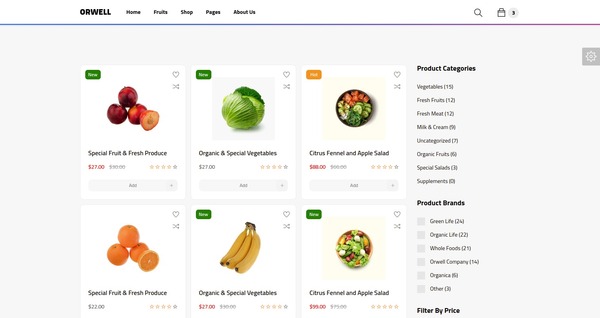 ORWELL
Home Fruits Shop Pages About Us
3
New
New
Hot
Special Fruit & Fresh Produce
$27.00 $30.00
Add +
Organic & Special Vegetables
$27.00
Add +
Citrus Fennel and Apple Salad
$88.00 $66.00
Add +
New
New
Special Fruit & Fresh Produce
$22.00
Organic & Special Vegetables
$27.00 $30.00
Citrus Fennel and Apple Salad
$99.00 $75.00
Product Categories
Vegetables (15)
Fresh Fruits (12)
Fresh Meat (12)
Milk & Cream (9)
Uncategorized (7)
Organic Fruits (6)
Special Salads (3)
Supplements (0)
Product Brands
Green Life (24)
Organic Life (22)
Whole Foods (21)
Orwell Company (14)
Organica (6)
Other (3)
Filter By Price